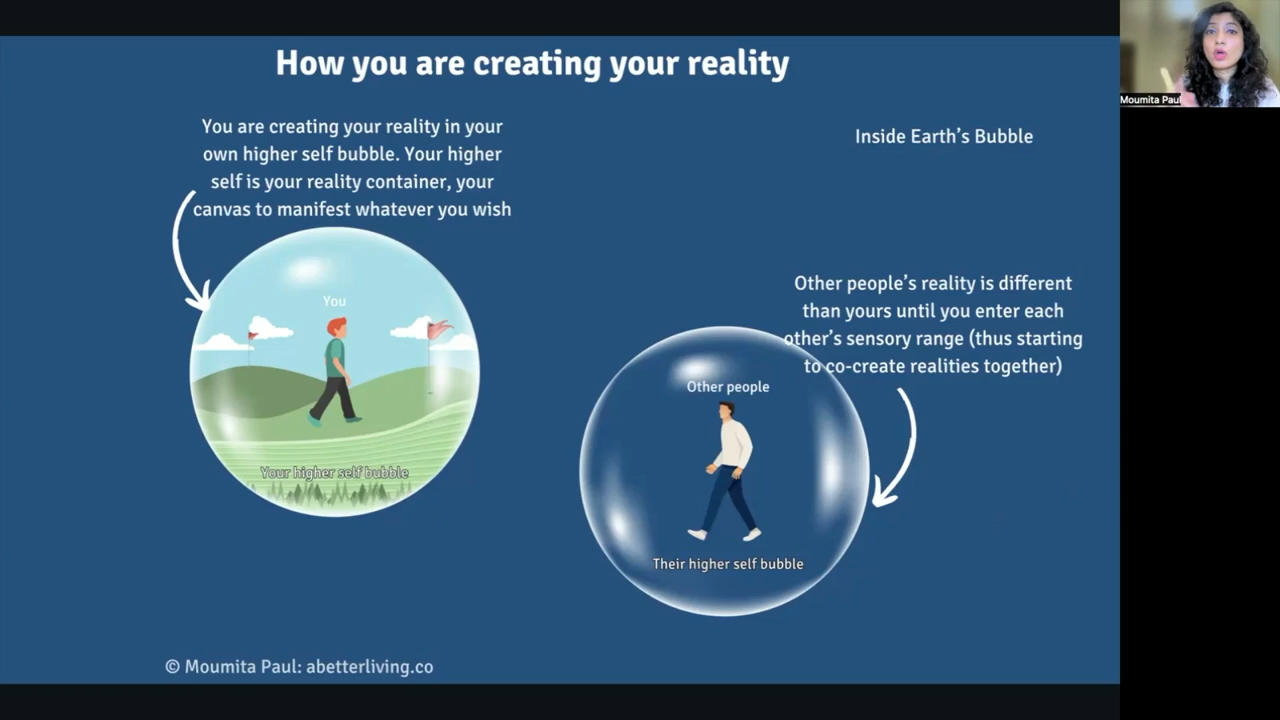 How you are creating your reality
You are creating your reality in your
own higher self bubble. Your higher
self is your reality container, your
canvas to manifest whatever you wish
Inside Earth's Bubble
Other people's reality is different
than yours until you enter each
other's sensory range (thus starting
to co-create realities together)
You
Your higher self bubble
Other people
Their higher self bubble
© Moumita Paul: abetterliving.co
Moumita Paul